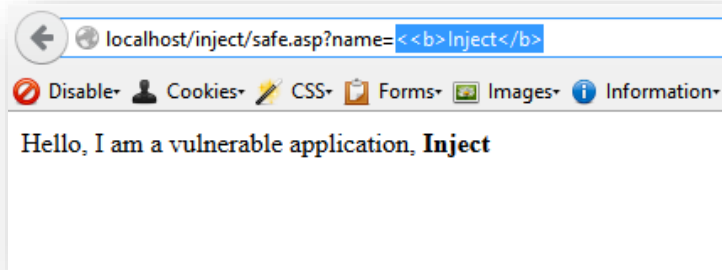 localhost/inject/safe.asp?name=<<b>Inject</b>
Disable Cookies CSS Forms Images Information
Hello, I am a vulnerable application, Inject